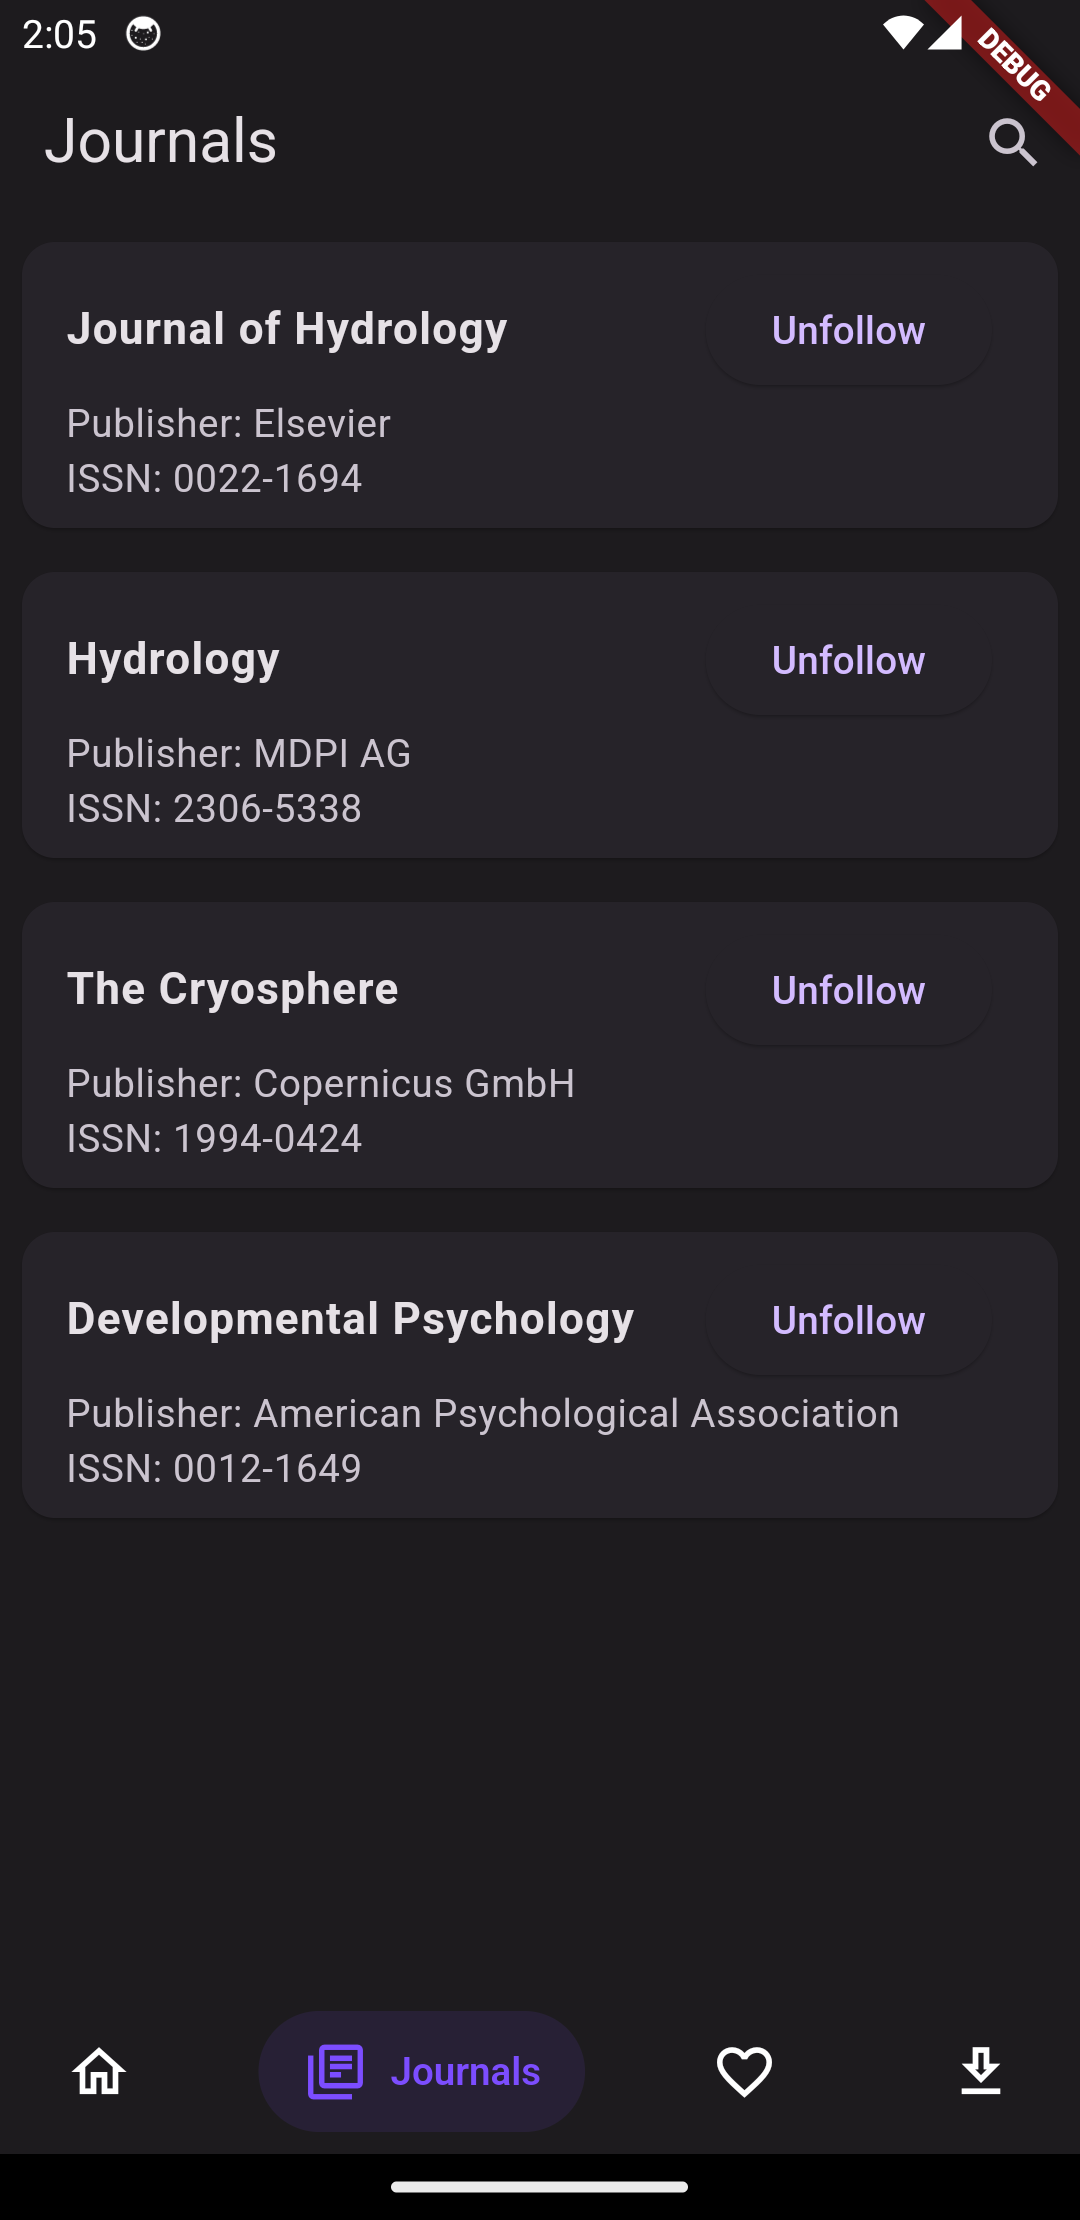 2:05
DEBUG
Journals
Journal of Hydrology
Unfollow
Publisher: Elsevier
ISSN: 0022-1694
Hydrology
Unfollow
Publisher: MDPI AG
ISSN: 2306-5338
The Cryosphere
Unfollow
Publisher: Copernicus GmbH
ISSN: 1994-0424
Developmental Psychology
Unfollow
Publisher: American Psychological Association
ISSN: 0012-1649
Journals